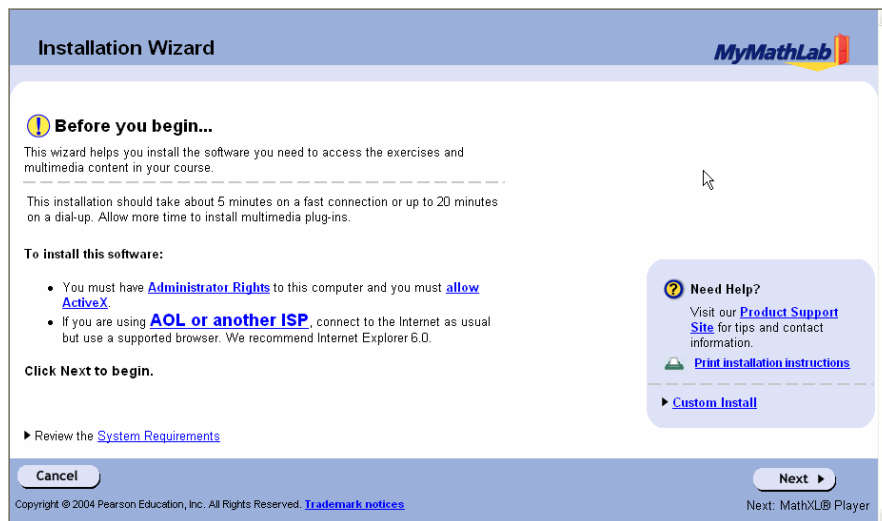 Installation Wizard
MyMathLab
! Before you begin...
This wizard helps you install the software you need to access the exercises and
multimedia content in your course.
This installation should take about 5 minutes on a fast connection or up to 20 minutes
on a dial-up. Allow more time to install multimedia plug-ins.
To install this software:
• You must have Administrator Rights to this computer and you must allow
ActiveX.
• If you are using AOL or another ISP, connect to the Internet as usual
but use a supported browser. We recommend Internet Explorer 6.0.
Click Next to begin.
Review the System Requirements
? Need Help?
Visit our Product Support
Site for tips and contact
information.
Print installation instructions
Custom Install
Cancel
Next
Copyright © 2004 Pearson Education, Inc. All Rights Reserved. Trademark notices
Next: MathXL® Player